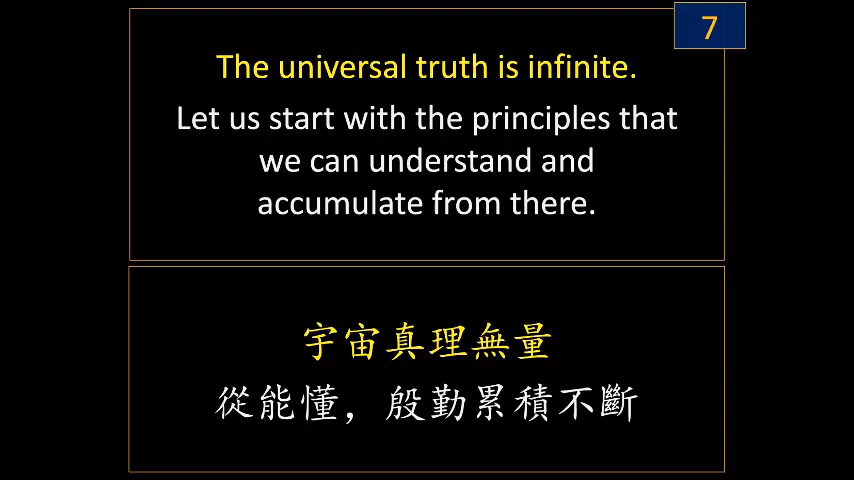 7
The universal truth is infinite.
Let us start with the principles that
we can understand and
accumulate from there.
宇宙真理無量
從能懂，殷勤累積不斷